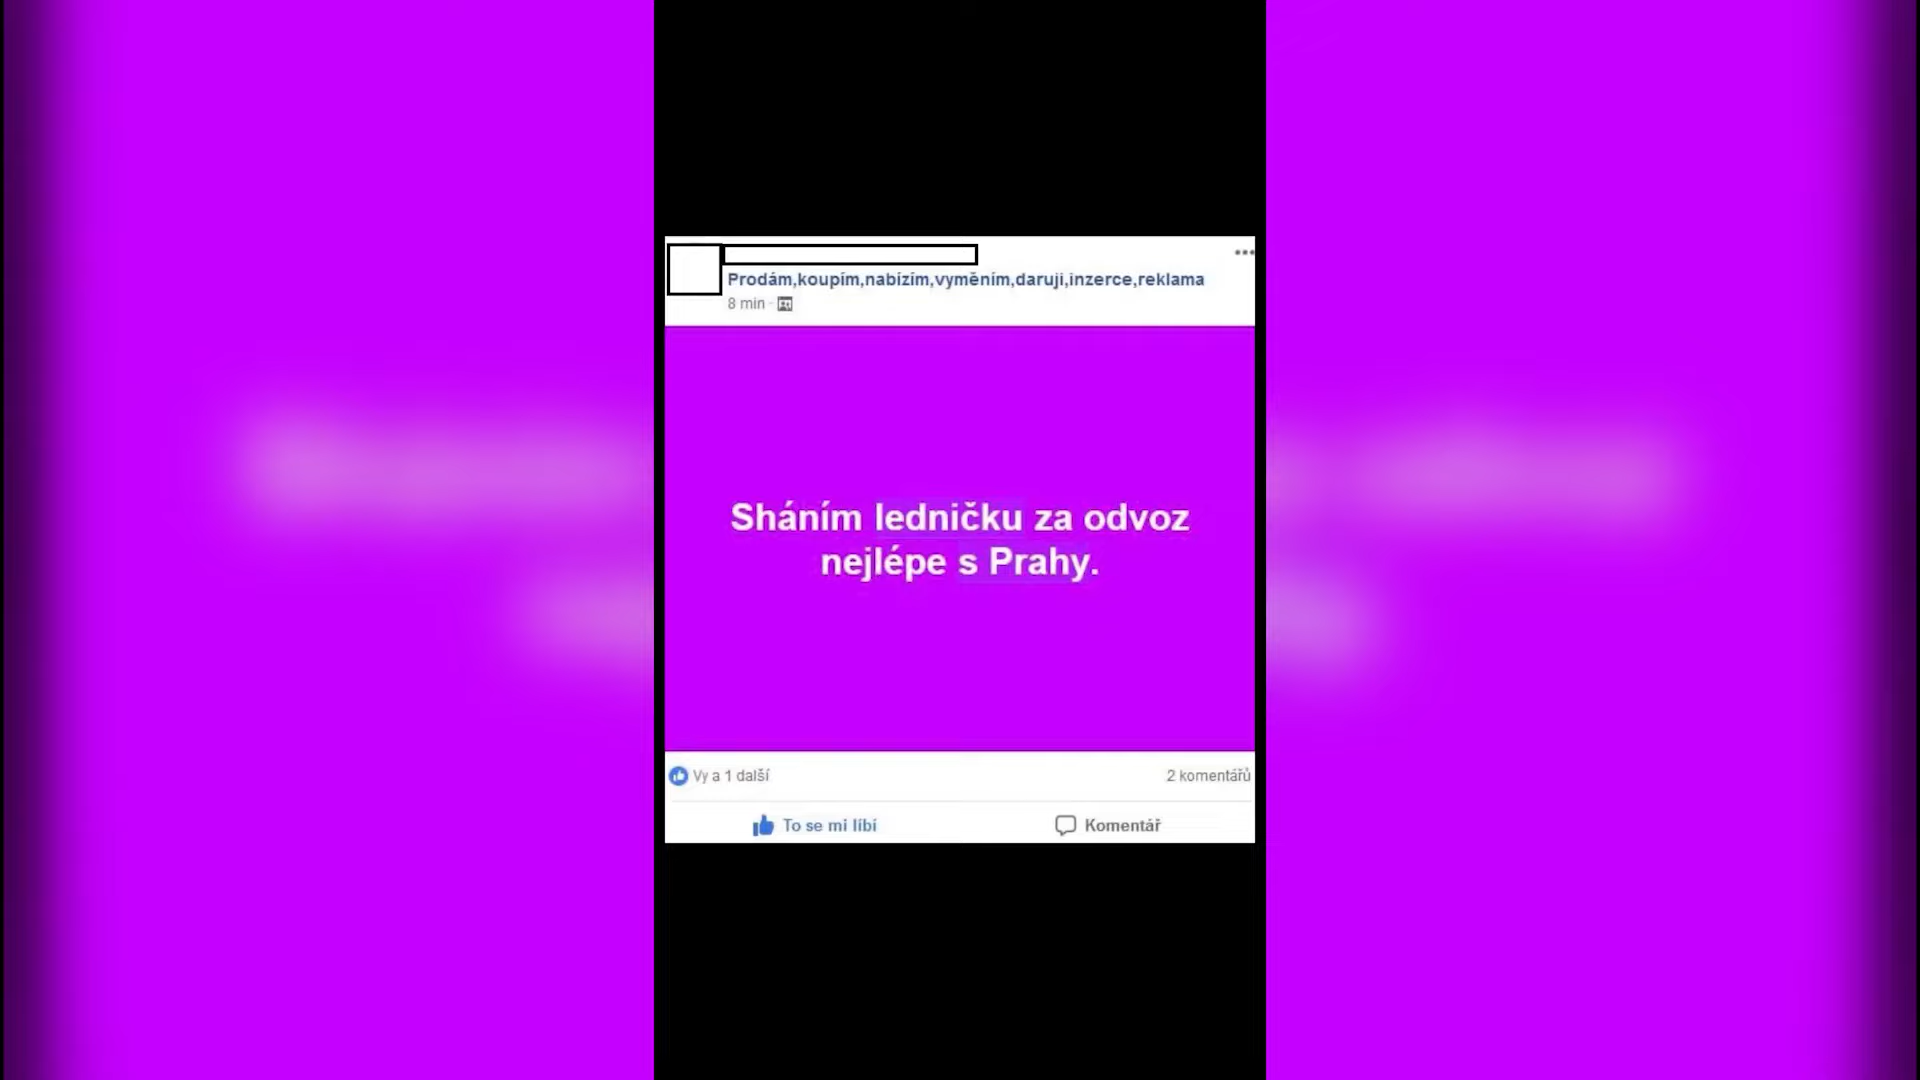 Prodám,koupím,nabízím,vyměním,daruji,inzerce,reklama
8 min ·
Sháním ledničku za odvoz
nejlépe s Prahy.
Vy a 1 další
2 komentářů
To se mi líbí
Komentář